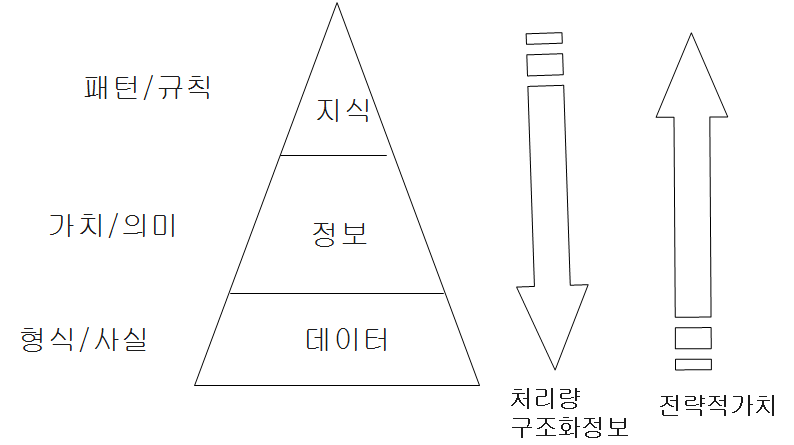 패턴/규칙
지식
가치/의미
정보
형식/사실
데이터
처리량
구조화정보
전략적가치